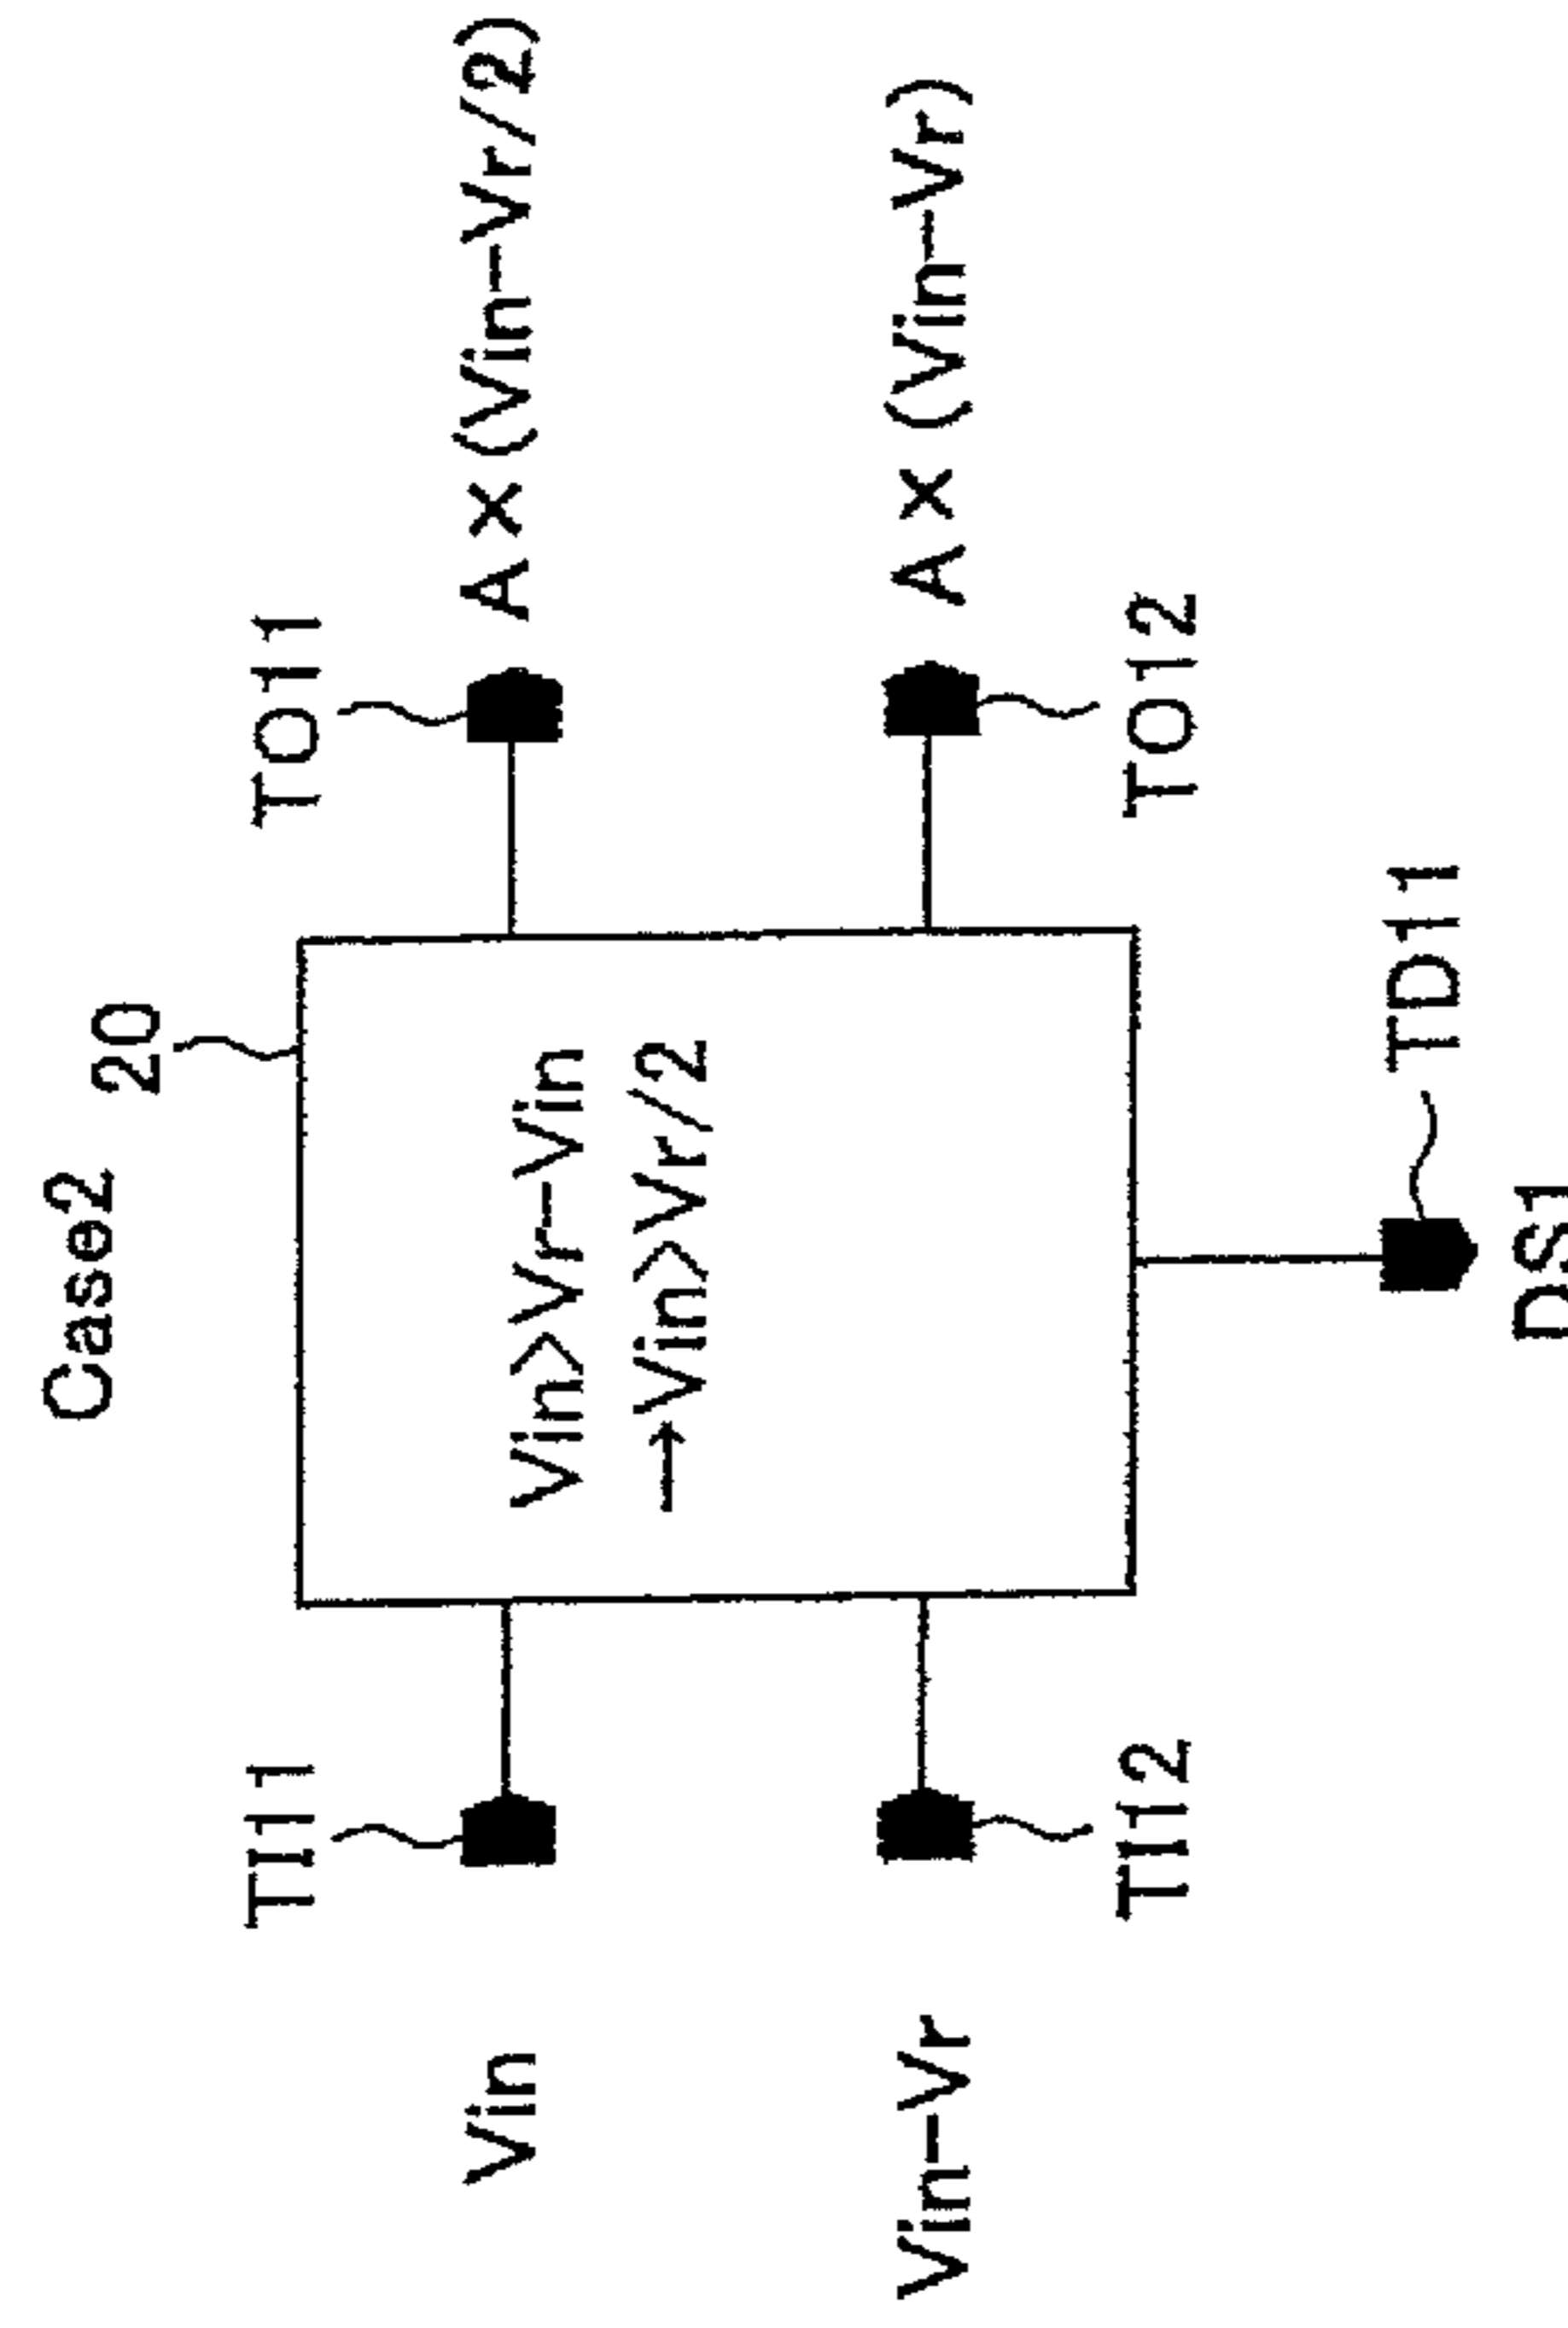 Case2
20
TI11
TO11
Vin
Vin>Vr-Vin
→Vin>Vr/2
A×(Vin-Vr/2)
Vin-Vr
A×(Vin-Vr)
TI12
TO12
TD11
DS1